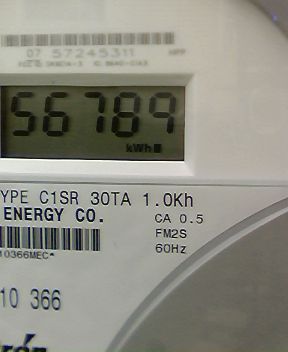 07 57245311
56789
kWh
YPE C1SR 30TA 1.0Kh
ENERGY CO.
CA 0.5
FM2S
60Hz
10366MEC*
10 366